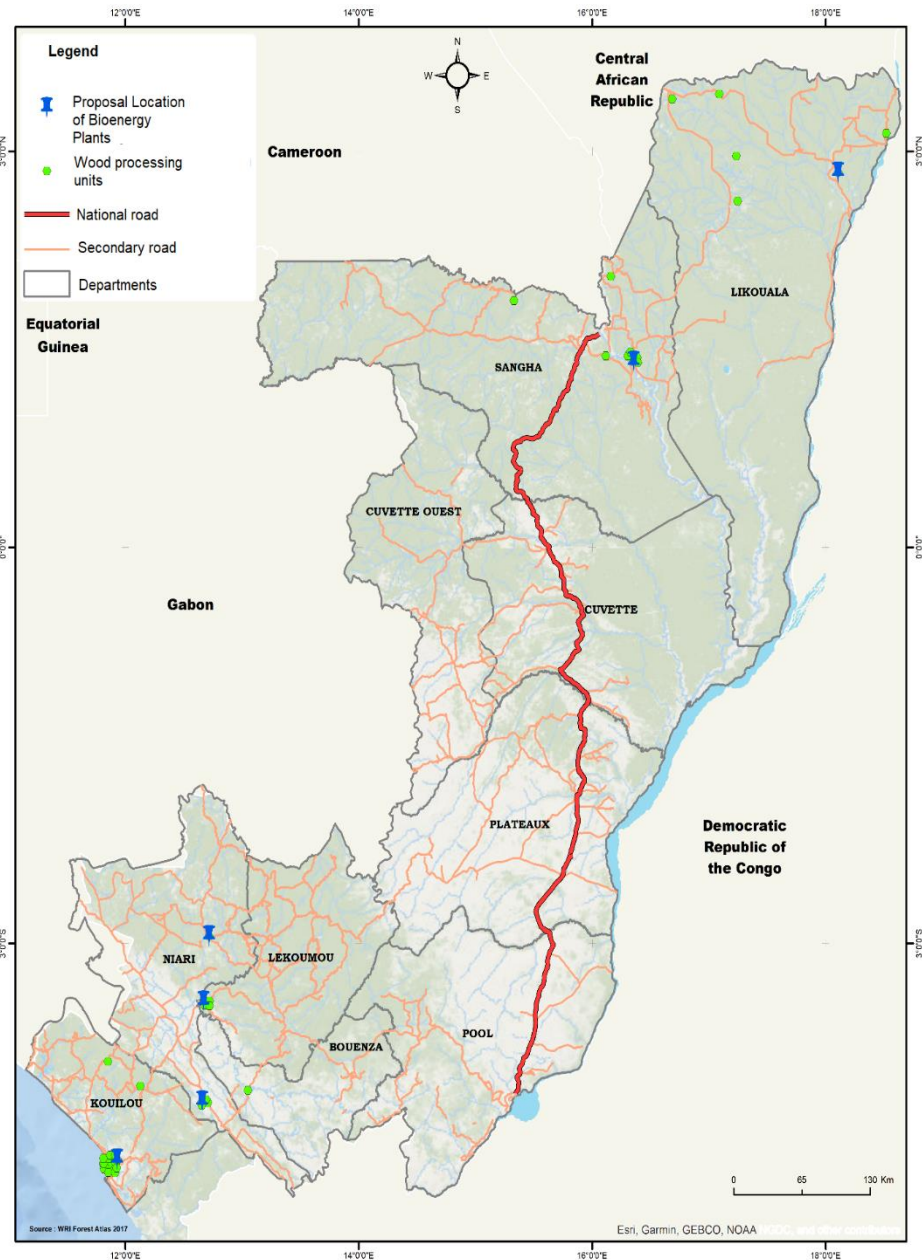 12°0'0"E
14°0'0"E
16°0'0"E
18°0'0"E
Legend
Proposal Location
of Bioenergy
Plants
Wood processing
units
National road
Secondary road
Departments
N
W
E
S
Central
African
Republic
Cameroon
Equatorial
Guinea
Gabon
Democratic
Republic of
the Congo
LIKOUALA
SANGHA
CUVETTE OUEST
CUVETTE
PLATEAUX
NIARI
LEKOUMOU
POOL
BOUENZA
KOUILOU
3°0'0"N
3°0'0"N
0°0'0"
0°0'0"
3°0'0"S
3°0'0"S
0
65
130 Km
Source : WRI Forest Atlas 2017
Esri, Garmin, GEBCO, NOAA NGDC, and other contributors
12°0'0"E
14°0'0"E
16°0'0"E
18°0'0"E